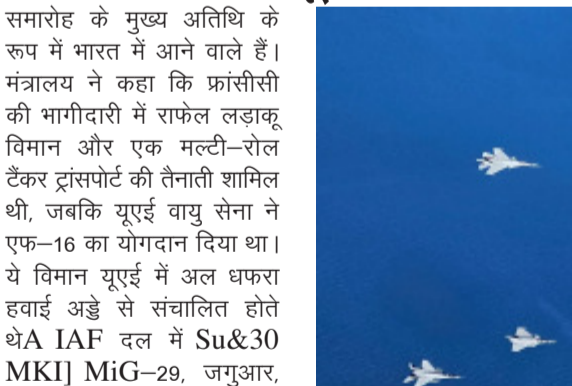 समारोह के मुख्य अतिथि के
रूप में भारत में आने वाले हैं।
मंत्रालय ने कहा कि फ्रांसीसी
की भागीदारी में राफेल लड़ाकू
विमान और एक मल्टी–रोल
टैंकर ट्रांसपोर्ट की तैनाती शामिल
थी, जबकि यूएई वायु सेना ने
एफ–16 का योगदान दिया था।
ये विमान यूएई में अल धफरा
हवाई अड्डे से संचालित होते
थेA IAF दल में Su&30
MKI] MiG–29, जगुआर,